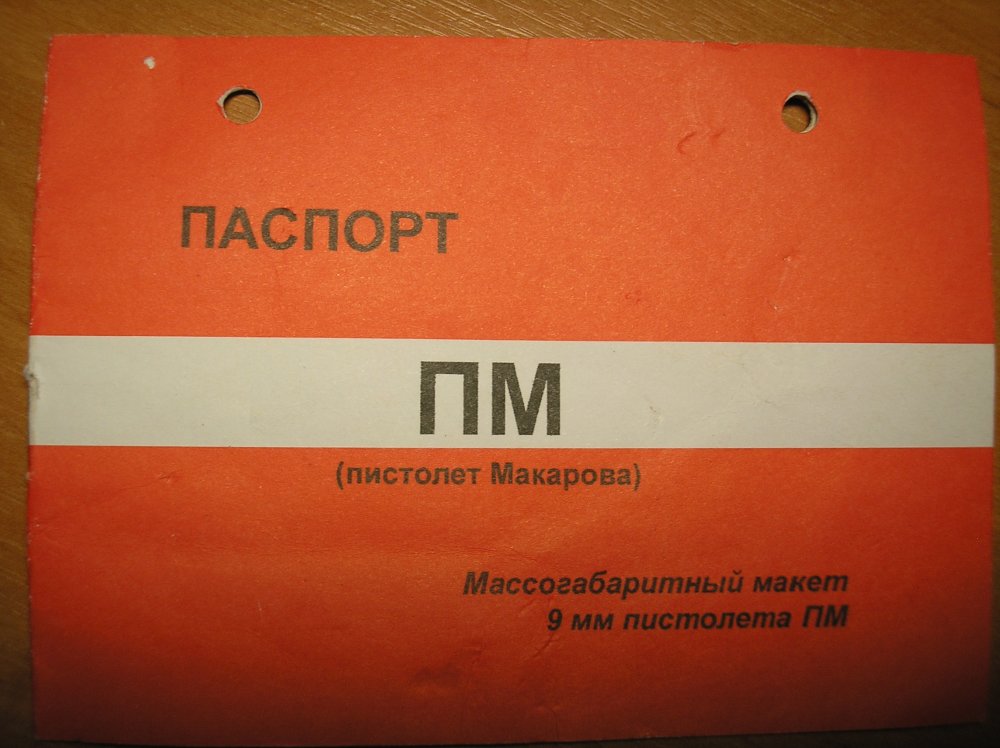 ПАСПОРТ
ПМ
(пистолет Макарова)
Массогабаритный макет
9 мм пистолета ПМ